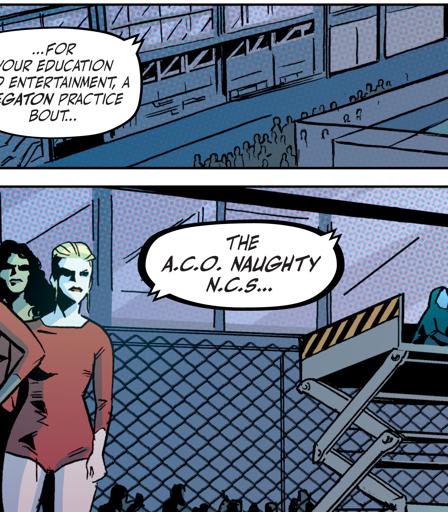 ...FOR
YOUR EDUCATION
ENTERTAINMENT, A
EGATON PRACTICE
BOUT...
THE
A.C.O. NAUGHTY
N.C.S...